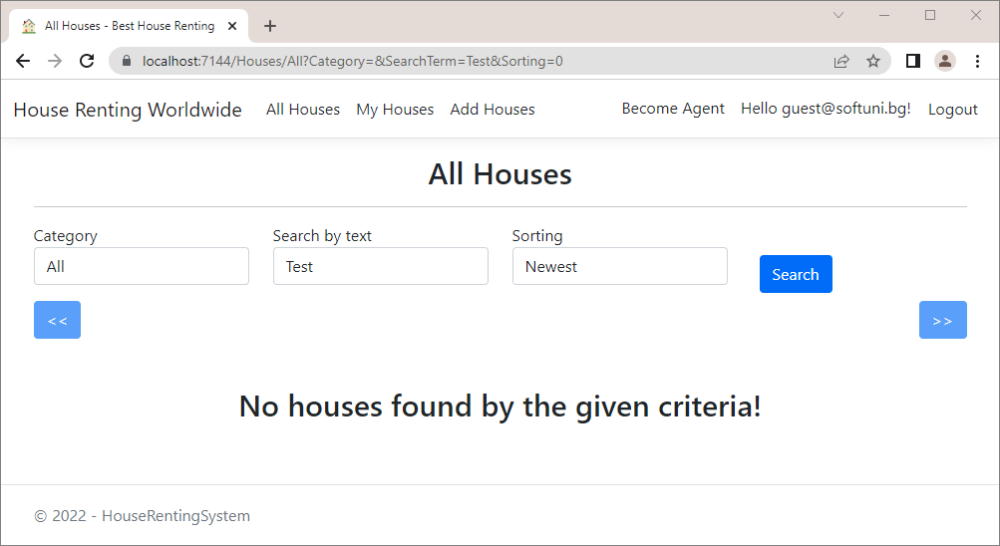 All Houses - Best House Renting
localhost:7144/Houses/All?Category=&SearchTerm=Test&Sorting=0
House Renting Worldwide All Houses My Houses Add Houses Become Agent Hello guest@softuni.bg! Logout
All Houses
Category Search by text Sorting
All Test Newest Search
<< >>
No houses found by the given criteria!
© 2022 - HouseRentingSystem